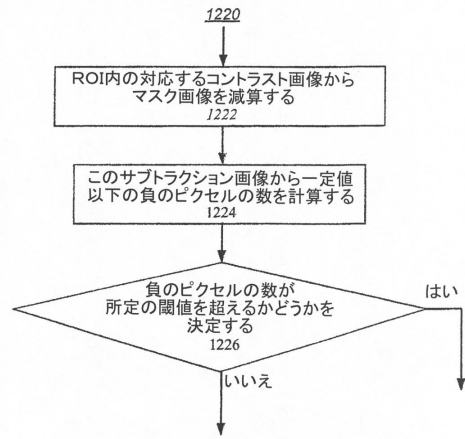 1220
ROI内の対応するコントラスト画像から
マスク画像を減算する
1222
このサブトラクション画像から一定値
以下の負のピクセルの数を計算する
1224
負のピクセルの数が
所定の閾値を超えるかどうかを
決定する
1226
はい
いいえ